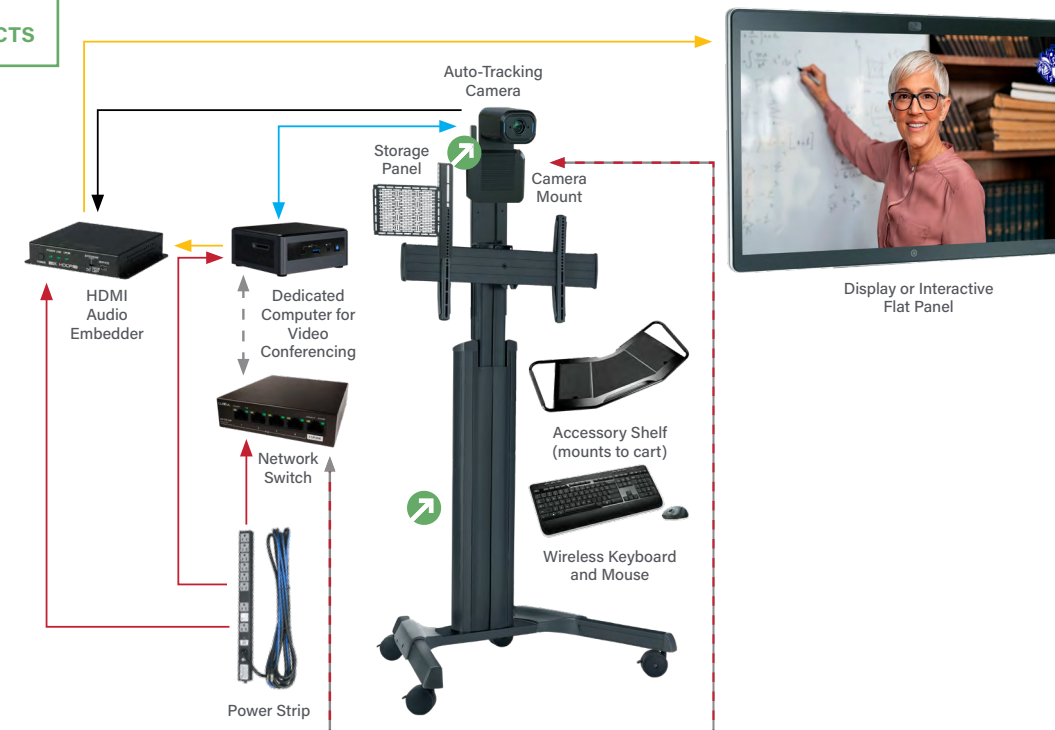 CTS
Auto-Tracking
Camera
Storage
Panel
Camera
Mount
HDMI
Audio
Embedder
Dedicated
Computer for
Video
Conferencing
Display or Interactive
Flat Panel
Network
Switch
Accessory Shelf
(mounts to cart)
Wireless Keyboard
and Mouse
Power Strip